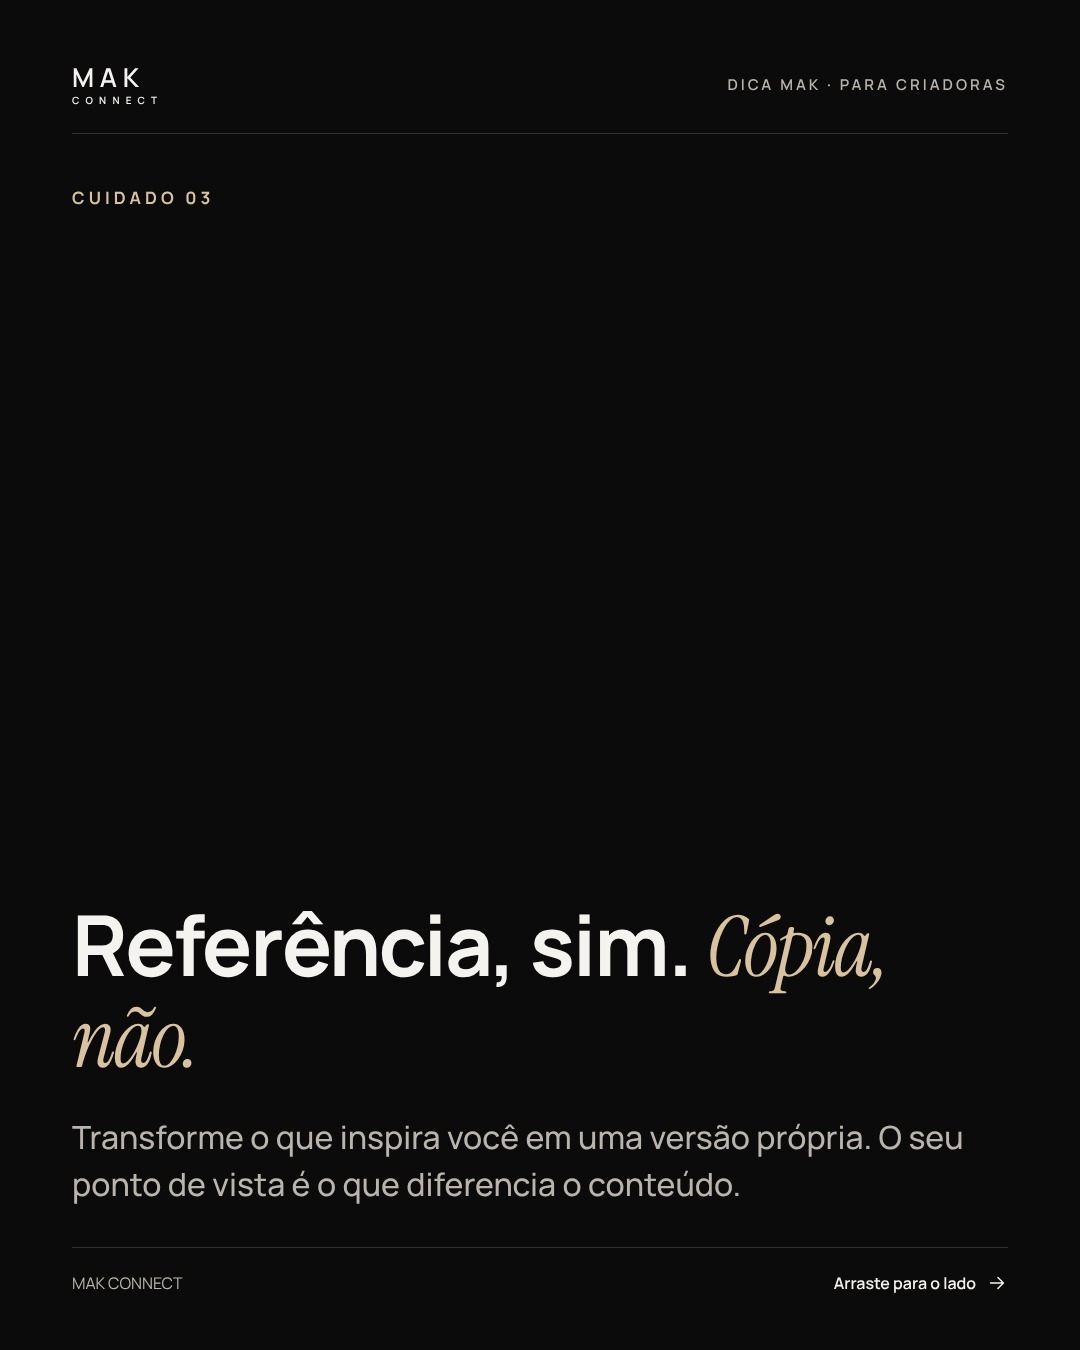 MAK
CONNECT
DICA MAK · PARA CRIADORAS
CUIDADO 03
Referência, sim. Cópia,
não.
Transforme o que inspira você em uma versão própria. O seu
ponto de vista é o que diferencia o conteúdo.
MAK CONNECT
Arraste para o lado →